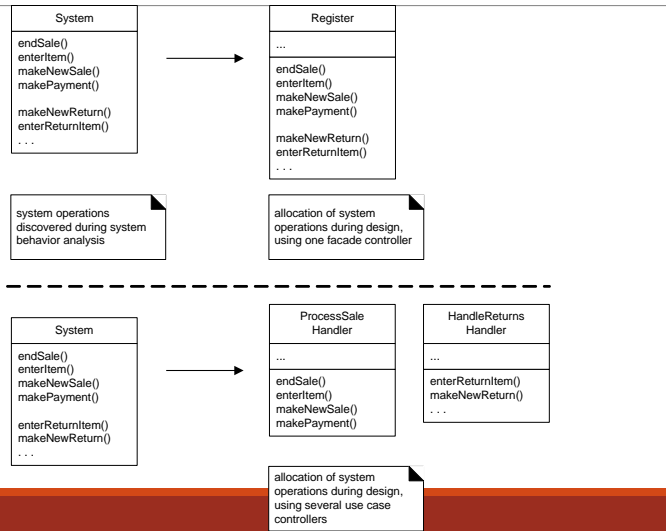 System
endSale()
enterItem()
makeNewSale()
makePayment()
makeNewReturn()
enterReturnItem()
. . .
Register
...
endSale()
enterItem()
makeNewSale()
makePayment()
makeNewReturn()
enterReturnItem()
. . .
system operations
discovered during system
behavior analysis
allocation of system
operations during design,
using one facade controller
System
endSale()
enterItem()
makeNewSale()
makePayment()
enterReturnItem()
makeNewReturn()
. . .
ProcessSale
Handler
...
endSale()
enterItem()
makeNewSale()
makePayment()
HandleReturns
Handler
...
enterReturnItem()
makeNewReturn()
. . .
allocation of system
operations during design,
using several use case
controllers